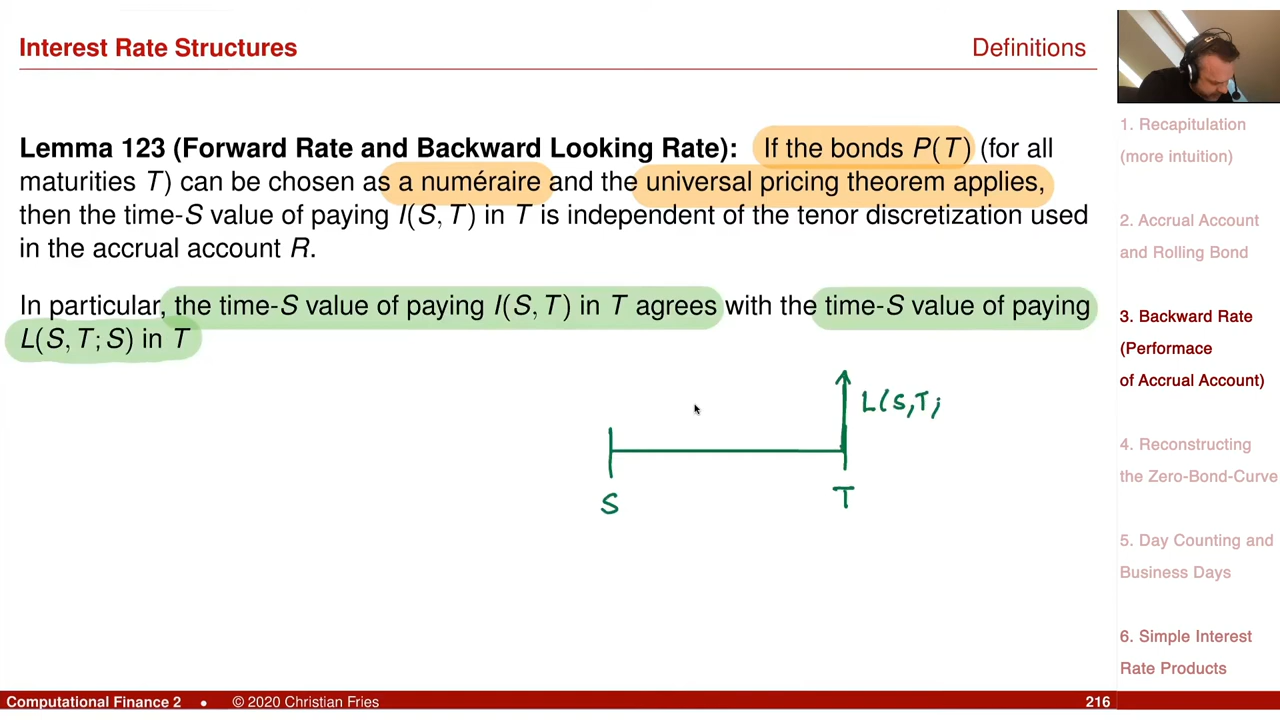 Interest Rate Structures
Definitions
Lemma 123 (Forward Rate and Backward Looking Rate): If the bonds P(T) (for all
maturities T) can be chosen as a numéraire and the universal pricing theorem applies,
then the time-S value of paying I(S, T) in T is independent of the tenor discretization used
in the accrual account R.
In particular, the time-S value of paying I(S, T) in T agrees with the time-S value of paying
L(S, T; S) in T
L(S,T;
S
T
1. Recapitulation
(more intuition)
2. Accrual Account
and Rolling Bond
3. Backward Rate
(Performace
of Accrual Account)
4. Reconstructing
the Zero-Bond-Curve
5. Day Counting and
Business Days
6. Simple Interest
Rate Products
Computational Finance 2 • © 2020 Christian Fries
216